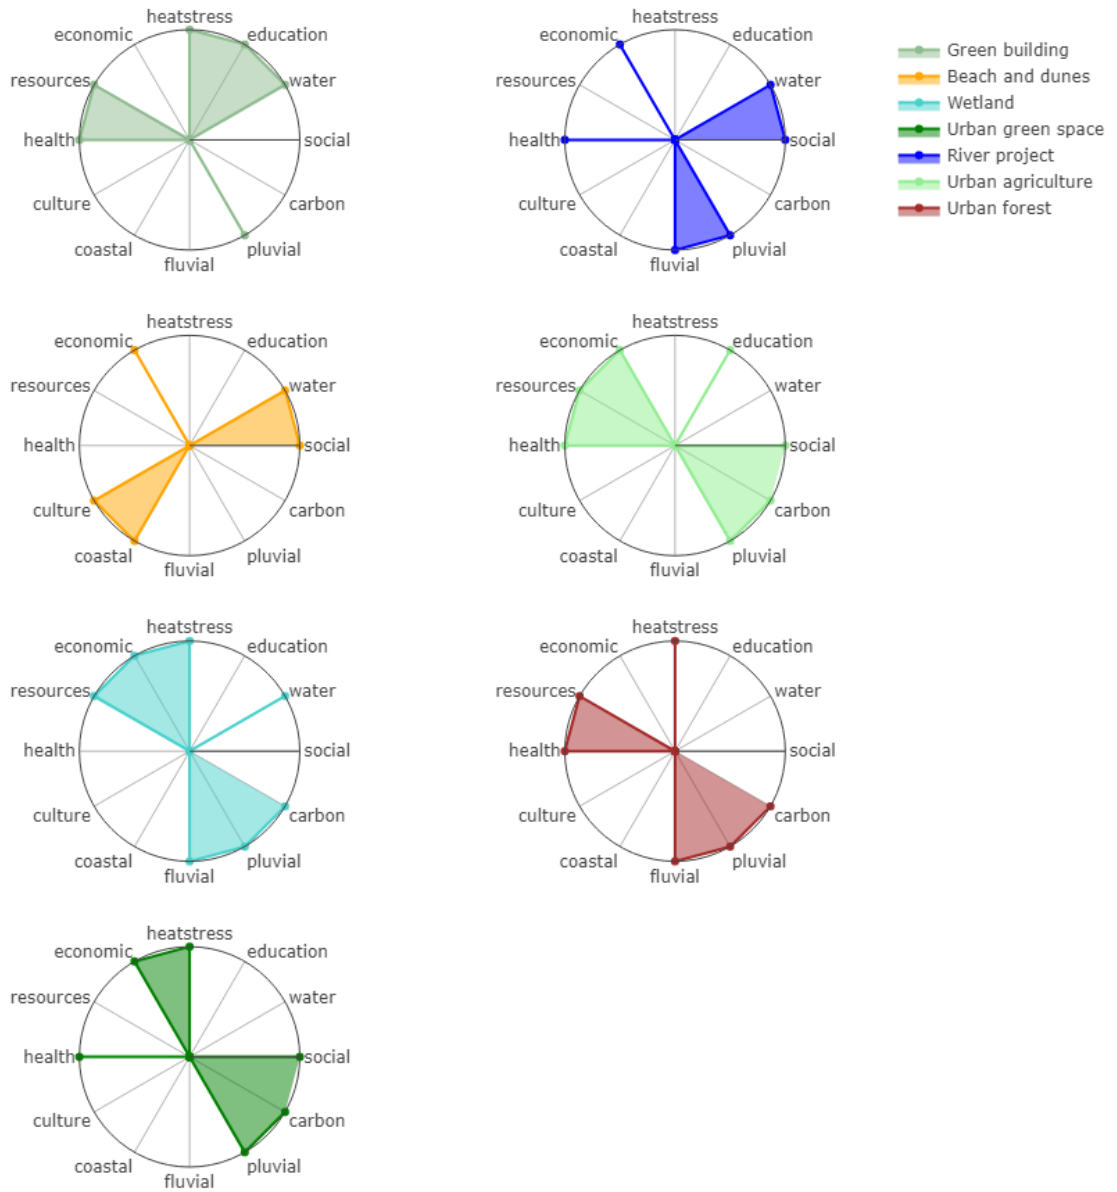 heatstress
economic
education
resources
water
health
social
culture
carbon
coastal
pluvial
fluvial
heatstress
economic
education
resources
water
health
social
culture
carbon
coastal
pluvial
fluvial
Green building
Beach and dunes
Wetland
Urban green space
River project
Urban agriculture
Urban forest
heatstress
economic
education
resources
water
health
social
culture
carbon
coastal
pluvial
fluvial
heatstress
economic
education
resources
water
health
social
culture
carbon
coastal
pluvial
fluvial
heatstress
economic
education
resources
water
health
social
culture
carbon
coastal
pluvial
fluvial
heatstress
economic
education
resources
water
health
social
culture
carbon
coastal
pluvial
fluvial
heatstress
economic
education
resources
water
health
social
culture
carbon
coastal
pluvial
fluvial